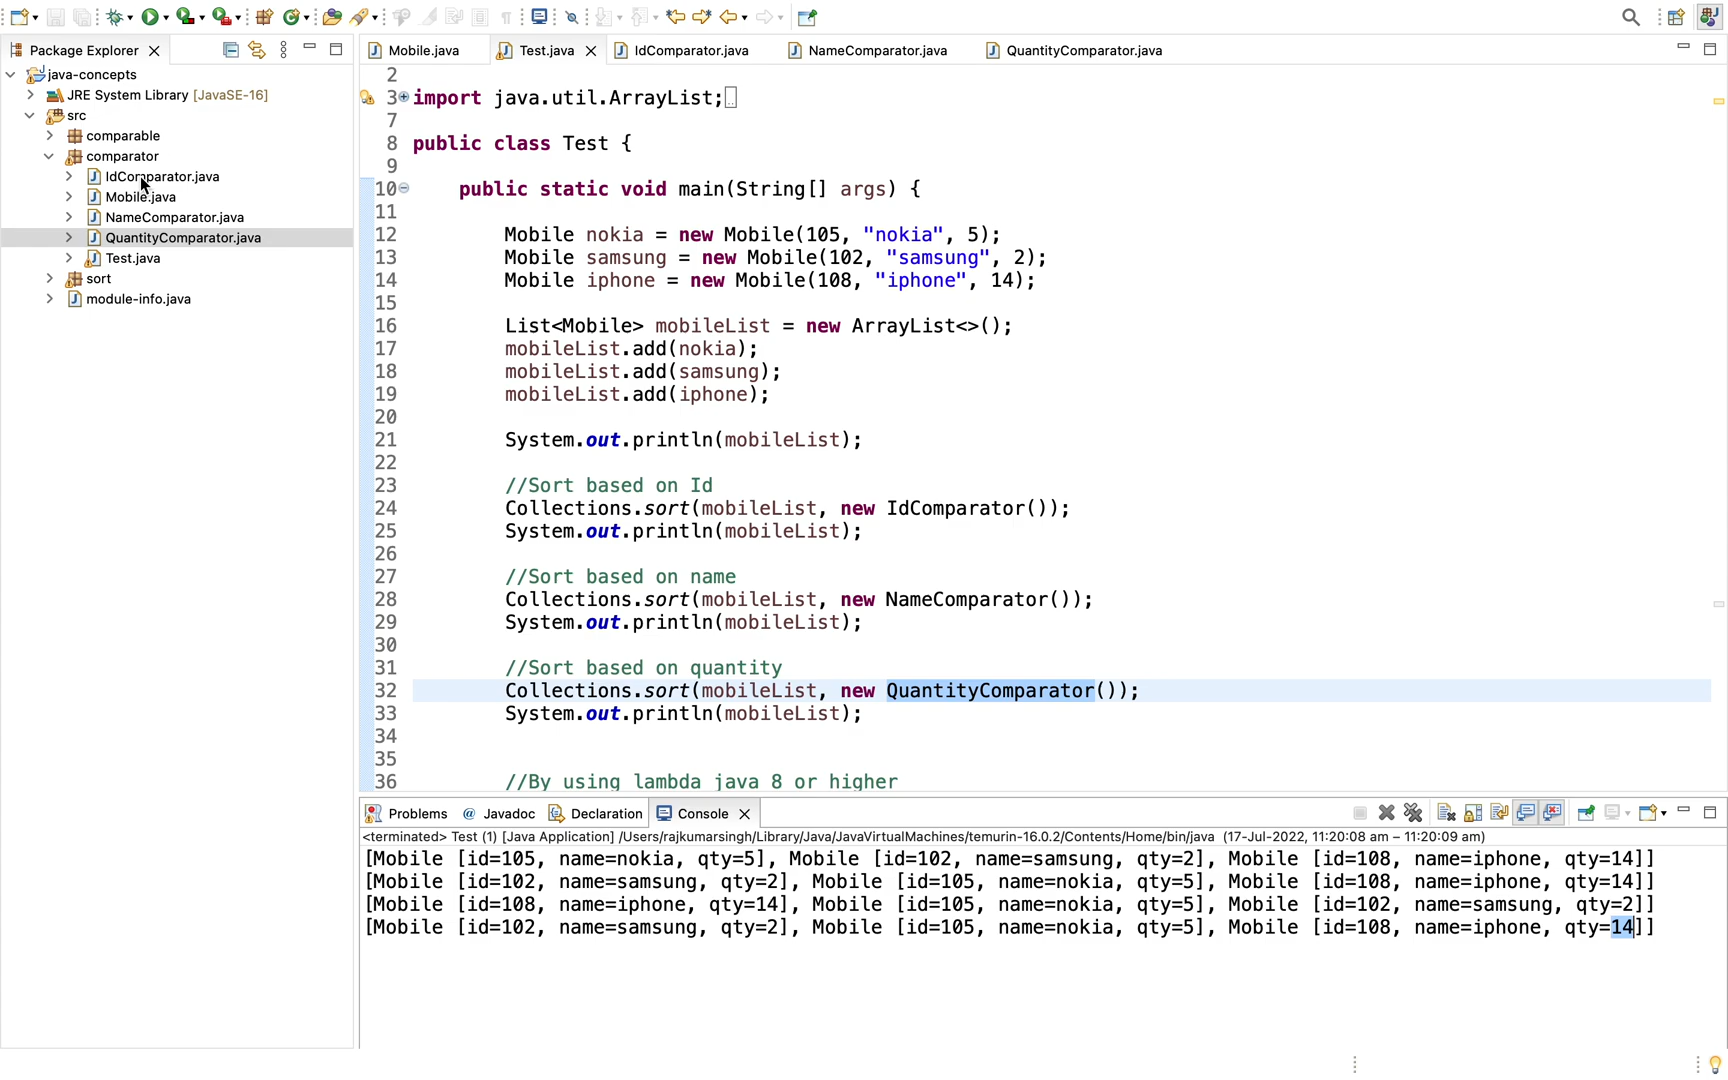 Package Explorer
Mobile.java
Test.java
IdComparator.java
NameComparator.java
QuantityComparator.java
java-concepts
JRE System Library [JavaSE-16]
src
comparable
comparator
IdComparator.java
Mobile.java
NameComparator.java
QuantityComparator.java
Test.java
sort
module-info.java
2
3 import java.util.ArrayList;
7
8 public class Test {
9
10 public static void main(String[] args) {
11
12 Mobile nokia = new Mobile(105, "nokia", 5);
13 Mobile samsung = new Mobile(102, "samsung", 2);
14 Mobile iphone = new Mobile(108, "iphone", 14);
15
16 List<Mobile> mobileList = new ArrayList<>();
17 mobileList.add(nokia);
18 mobileList.add(samsung);
19 mobileList.add(iphone);
20
21 System.out.println(mobileList);
22
23 //Sort based on Id
24 Collections.sort(mobileList, new IdComparator());
25 System.out.println(mobileList);
26
27 //Sort based on name
28 Collections.sort(mobileList, new NameComparator());
29 System.out.println(mobileList);
30
31 //Sort based on quantity
32 Collections.sort(mobileList, new QuantityComparator());
33 System.out.println(mobileList);
34
35
36 //By using lambda java 8 or higher
Problems @ Javadoc Declaration Console
<terminated> Test (1) [Java Application] /Users/rajkumarsingh/Library/Java/JavaVirtualMachines/temurin-16.0.2/Contents/Home/bin/java (17-Jul-2022, 11:20:08 am – 11:20:09 am)
[Mobile [id=105, name=nokia, qty=5], Mobile [id=102, name=samsung, qty=2], Mobile [id=108, name=iphone, qty=14]]
[Mobile [id=102, name=samsung, qty=2], Mobile [id=105, name=nokia, qty=5], Mobile [id=108, name=iphone, qty=14]]
[Mobile [id=108, name=iphone, qty=14], Mobile [id=105, name=nokia, qty=5], Mobile [id=102, name=samsung, qty=2]]
[Mobile [id=102, name=samsung, qty=2], Mobile [id=105, name=nokia, qty=5], Mobile [id=108, name=iphone, qty=14]]